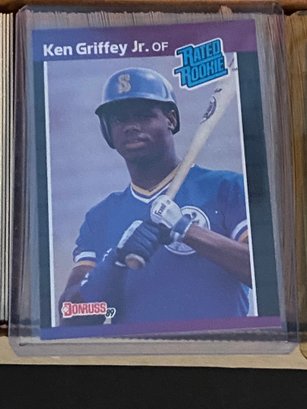 Ken Griffey Jr. OF
RATED
ROOKIE
S
DONRUSS
89